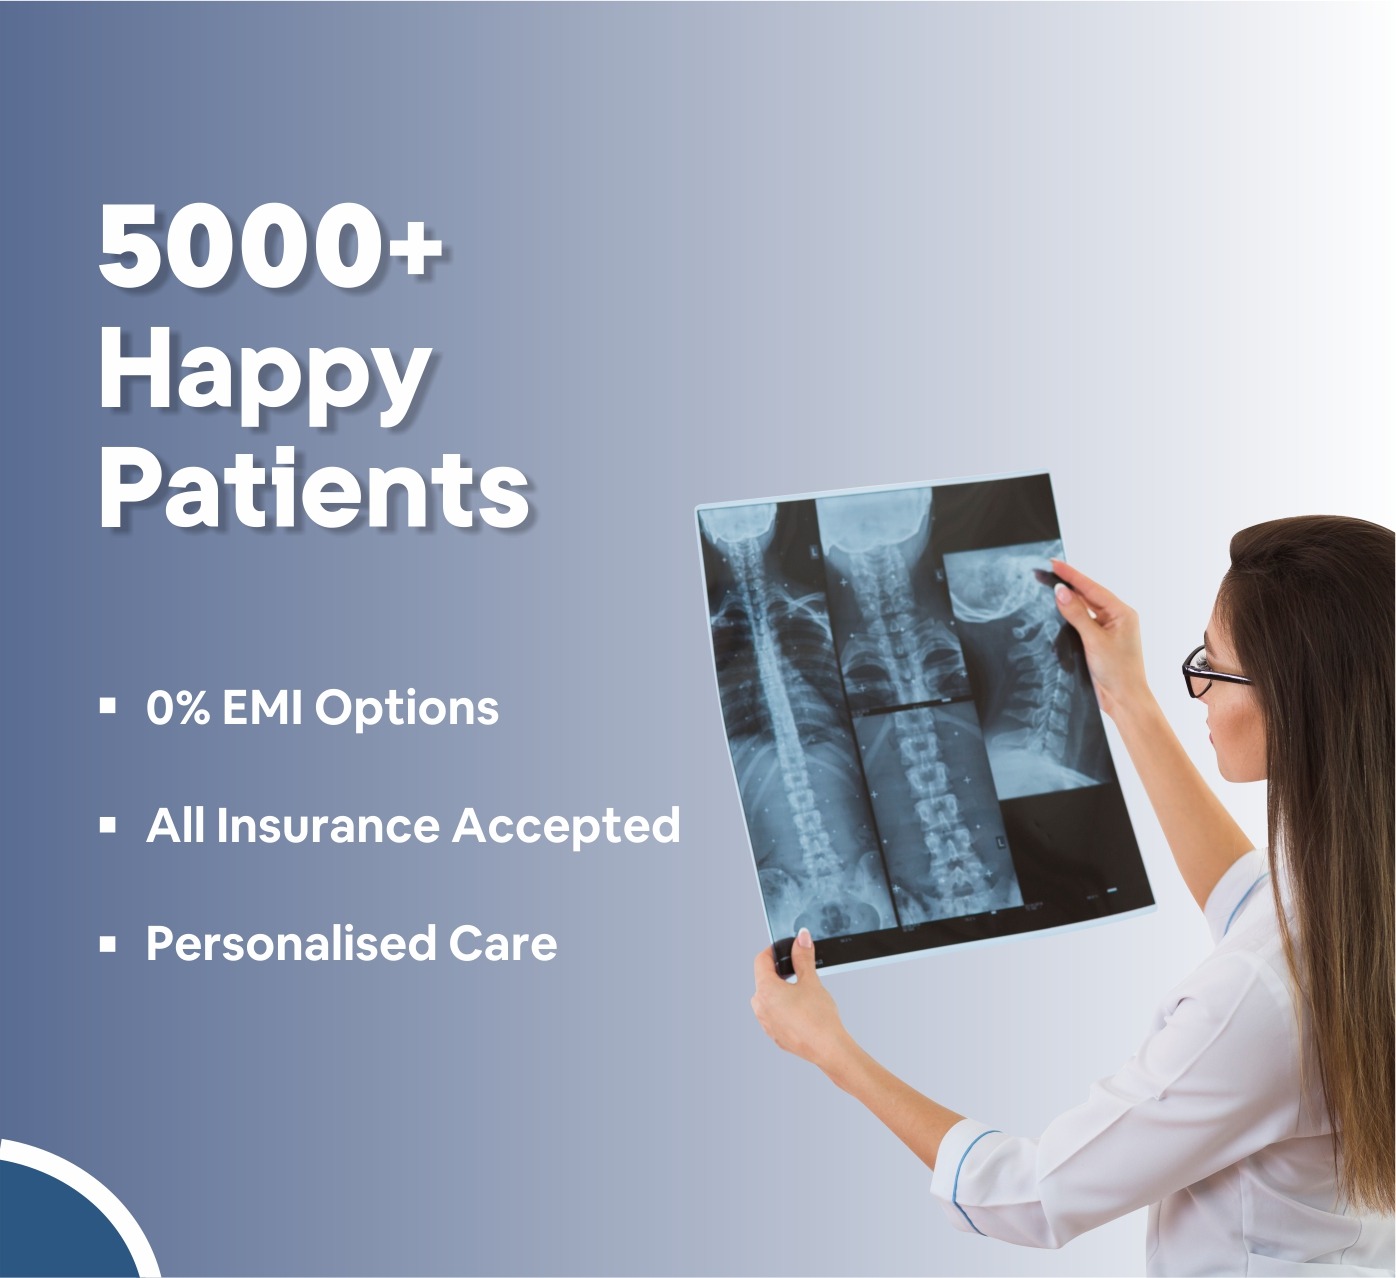 5000+
Happy
Patients
0% EMI Options
All Insurance Accepted
Personalised Care